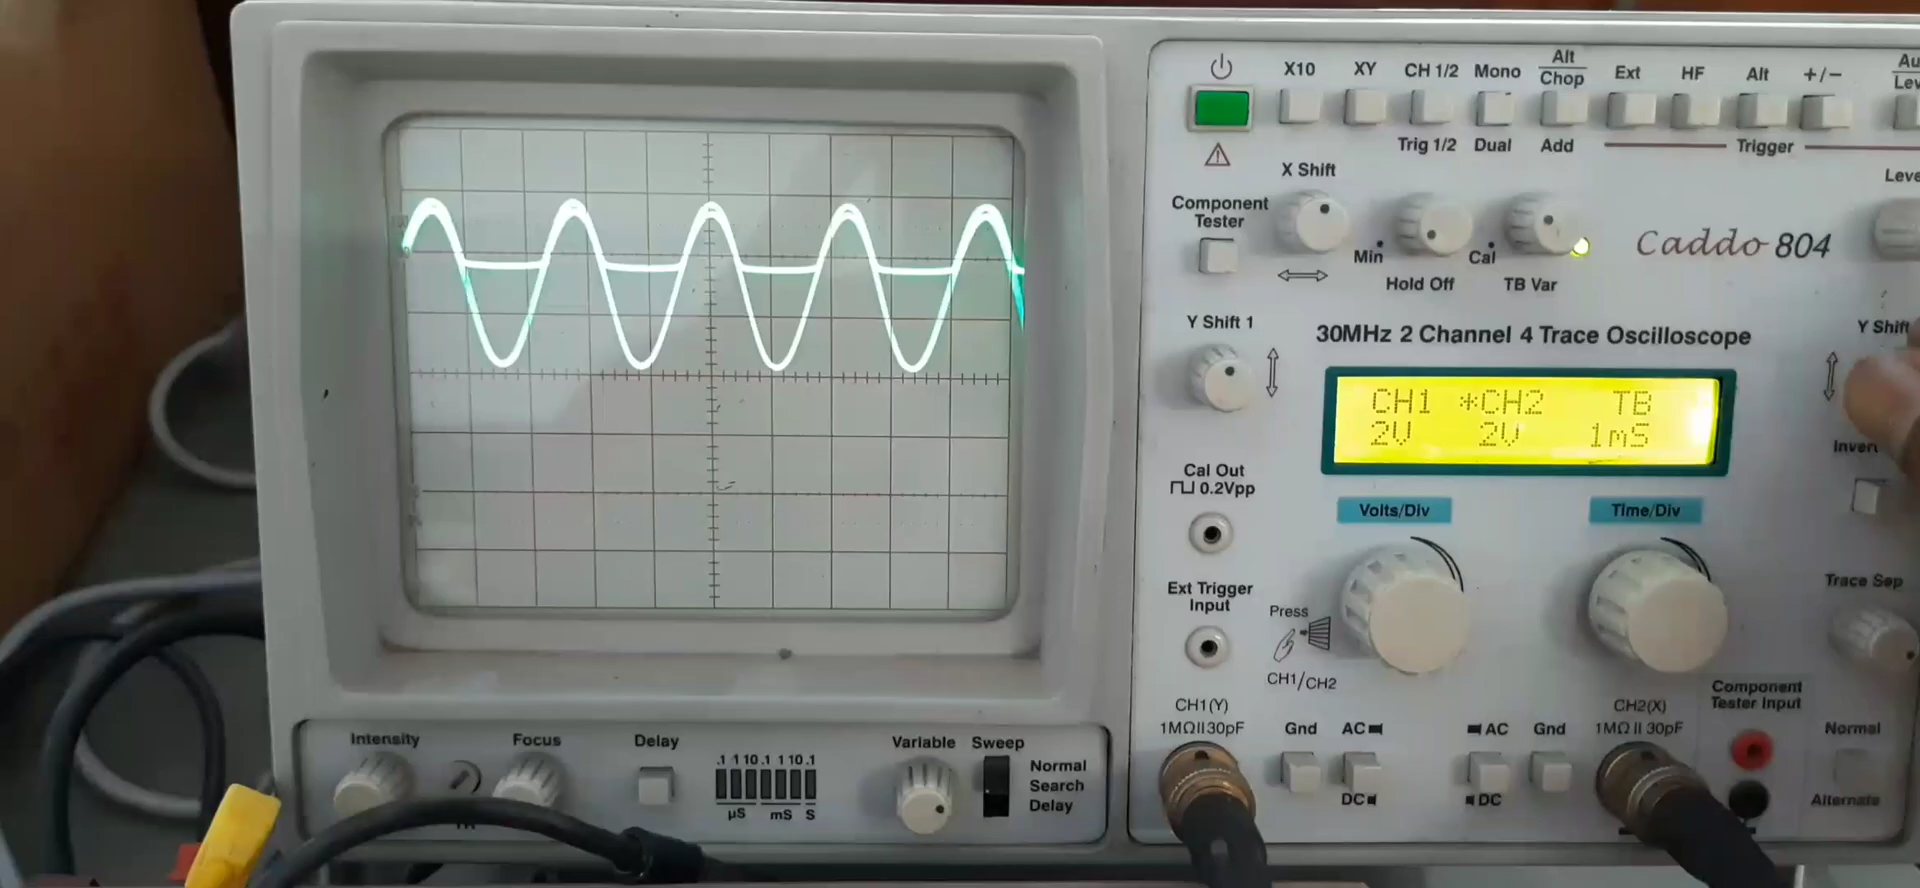 X10 XY CH 1/2 Mono Alt Ext HF Alt +/− Au
Chop Lev
Trig 1/2 Dual Add Trigger
X Shift Leve
Component
Tester
Caddo 804
Min Cal
Hold Off TB Var
Y Shift 1 Y Shift
30MHz 2 Channel 4 Trace Oscilloscope
CH1 *CH2 TB
2V 2V 1mS
Invert
Cal Out
0.2Vpp
Volts/Div Time/Div
Ext Trigger
Input
Trace Sep
Press
CH1/CH2
Component
Tester Input
CH1(Y) CH2(X)
1MΩII30pF Gnd AC AC Gnd 1MΩ II 30pF Normal
DC DC Alternate
Intensity Focus Delay Variable Sweep
.1 1 10 .1 1 10 .1
µS mS S
Normal
Search
Delay